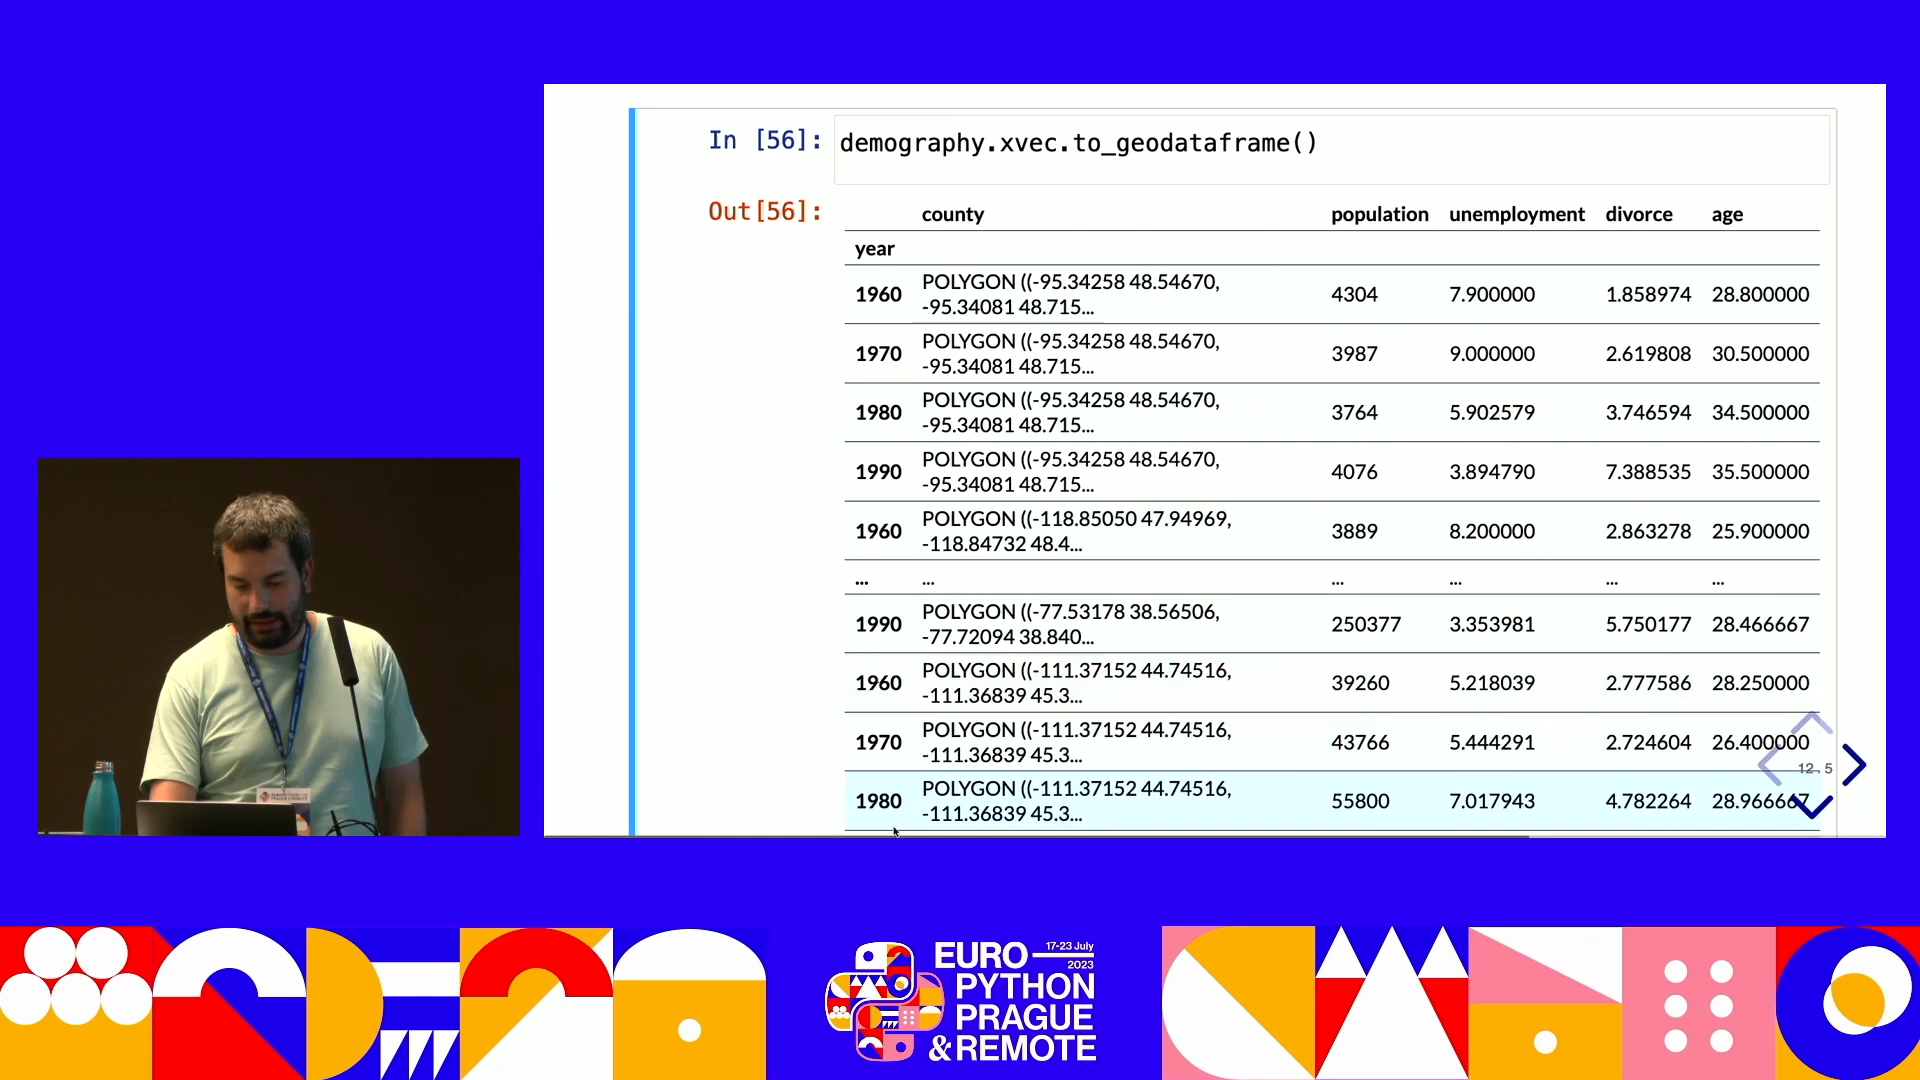 In [56]: demography.xvec.to_geodataframe()
Out[56]:
county population unemployment divorce age
year
1960 POLYGON ((-95.34258 48.54670, -95.34081 48.715... 4304 7.900000 1.858974 28.800000
1970 POLYGON ((-95.34258 48.54670, -95.34081 48.715... 3987 9.000000 2.619808 30.500000
1980 POLYGON ((-95.34258 48.54670, -95.34081 48.715... 3764 5.902579 3.746594 34.500000
1990 POLYGON ((-95.34258 48.54670, -95.34081 48.715... 4076 3.894790 7.388535 35.500000
1960 POLYGON ((-118.85050 47.94969, -118.84732 48.4... 3889 8.200000 2.863278 25.900000
... ... ... ... ... ...
1990 POLYGON ((-77.53178 38.56506, -77.72094 38.840... 250377 3.353981 5.750177 28.466667
1960 POLYGON ((-111.37152 44.74516, -111.36839 45.3... 39260 5.218039 2.777586 28.250000
1970 POLYGON ((-111.37152 44.74516, -111.36839 45.3... 43766 5.444291 2.724604 26.400000
1980 POLYGON ((-111.37152 44.74516, -111.36839 45.3... 55800 7.017943 4.782264 28.966667
12.5
EURO 17-23 July 2023
PYTHON
PRAGUE
& REMOTE